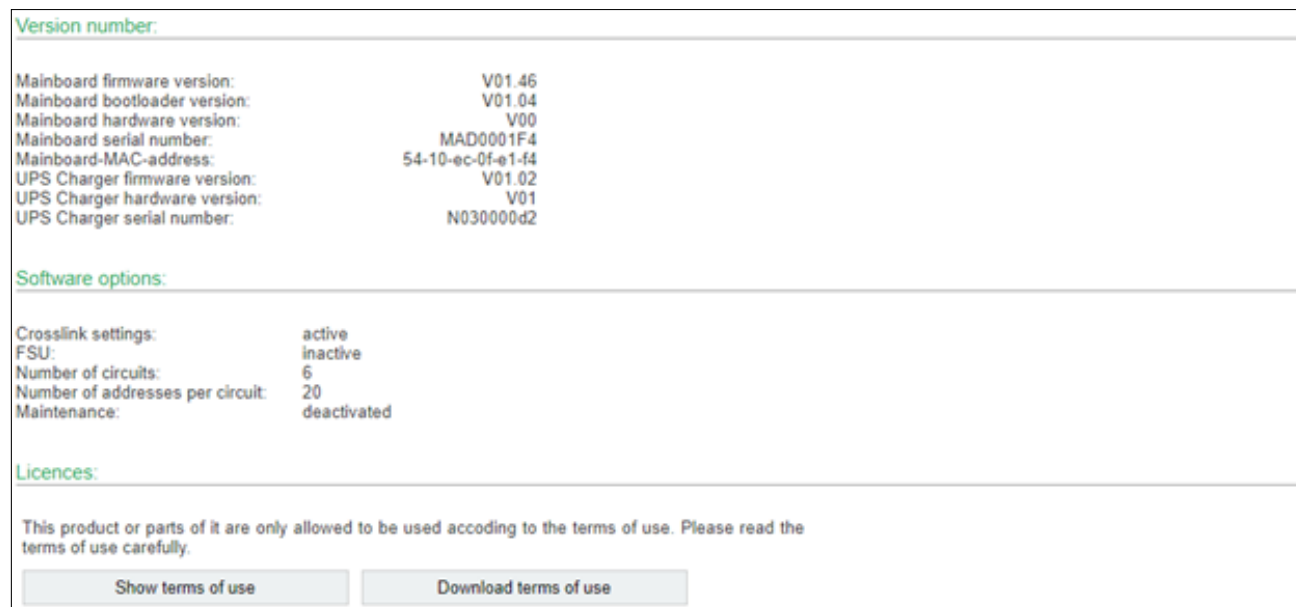 Version number:
Mainboard firmware version: V01.46
Mainboard bootloader version: V01.04
Mainboard hardware version: V00
Mainboard serial number: MAD0001F4
Mainboard-MAC-address: 54-10-ec-0f-e1-f4
UPS Charger firmware version: V01.02
UPS Charger hardware version: V01
UPS Charger serial number: N030000d2
Software options:
Crosslink settings: active
FSU: inactive
Number of circuits: 6
Number of addresses per circuit: 20
Maintenance: deactivated
Licences:
This product or parts of it are only allowed to be used accoding to the terms of use. Please read the
terms of use carefully.
Show terms of use Download terms of use